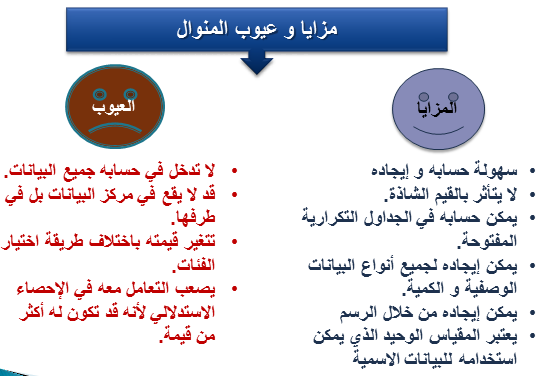 مزايا و عيوب المنوال
المزايا
• سهولة حسابه و إيجاده
• لا يتأثر بالقيم الشاذة.
• يمكن حسابه في الجداول التكرارية
المفتوحة.
• يمكن إيجاده لجميع أنواع البيانات
الوصفية و الكمية.
• يمكن إيجاده من خلال الرسم
• يعتبر المقياس الوحيد الذي يمكن
استخدامه للبيانات الاسمية
العيوب
• لا تدخل في حسابه جميع البيانات.
• قد لا يقع في مركز البيانات بل في
طرفها.
• تتغير قيمته باختلاف طريقة اختيار
الفئات.
• يصعب التعامل معه في الإحصاء
الاستدلالي لأنه قد تكون له أكثر
من قيمة.